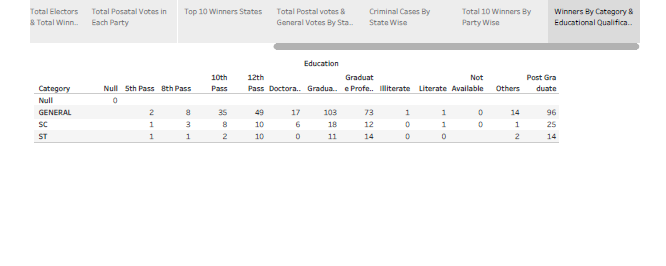 Total Electors Total Posatal Votes in Top 10 Winners States Total Postal votes & Criminal Cases By Total 10 Winners By Winners By Category &
& Total Winn.. Each Party General Votes By Sta.. State Wise Party Wise Educational Qualifica..
Education
10th 12th Graduat Not Post Gra
Category Null 5th Pass 8th Pass Pass Pass Doctora.. Gradua.. e Profe.. Illiterate Literate Available Others duate
Null 0
GENERAL 2 8 35 49 17 103 73 1 1 0 14 96
SC 1 3 8 10 6 18 12 0 1 0 1 25
ST 1 1 2 10 0 11 14 0 0 2 14